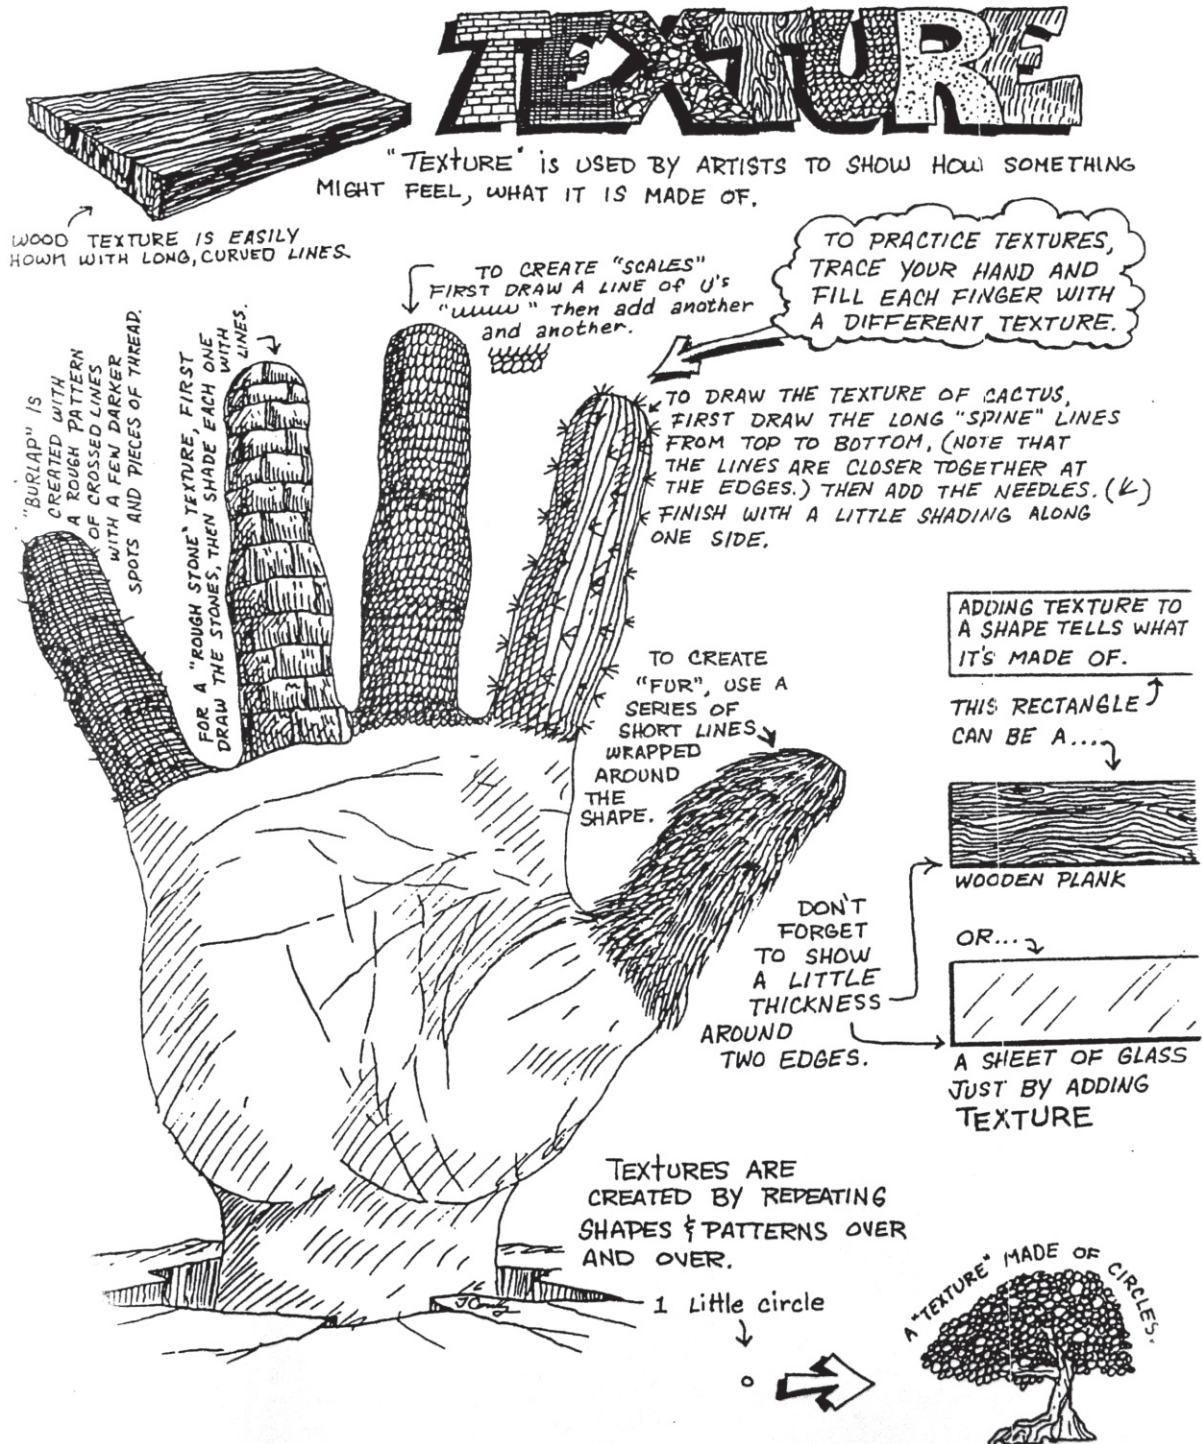 TEXTURE
"TEXTURE" IS USED BY ARTISTS TO SHOW HOW SOMETHING
MIGHT FEEL, WHAT IT IS MADE OF.
WOOD TEXTURE IS EASILY
HOWN WITH LONG, CURVED LINES.
TO PRACTICE TEXTURES,
TRACE YOUR HAND AND
FILL EACH FINGER WITH
A DIFFERENT TEXTURE.
TO CREATE "SCALES"
FIRST DRAW A LINE OF U's
"uuuu" Then add another
and another.
"BURLAP" IS
CREATED WITH
A ROUGH PATTERN
OF CROSSED LINES
WITH A FEW DARKER
SPOTS AND PIECES OF THREAD.
FOR A "ROUGH STONE" TEXTURE, FIRST
DRAW THE STONES, THEN SHADE EACH ONE
WITH
LINES.
TO DRAW THE TEXTURE OF CACTUS,
FIRST DRAW THE LONG "SPINE" LINES
FROM TOP TO BOTTOM, (NOTE THAT
THE LINES ARE CLOSER TOGETHER AT
THE EDGES.) THEN ADD THE NEEDLES. (⋲)
FINISH WITH A LITTLE SHADING ALONG
ONE SIDE.
TO CREATE
"FUR", USE A
SERIES OF
SHORT LINES
WRAPPED
AROUND
THE
SHAPE.
ADDING TEXTURE TO
A SHAPE TELLS WHAT
IT'S MADE OF.
THIS RECTANGLE
CAN BE A....
WOODEN PLANK
OR....
A SHEET OF GLASS
JUST BY ADDING
TEXTURE
DON'T
FORGET
TO SHOW
A LITTLE
THICKNESS
AROUND
TWO EDGES.
TEXTURES ARE
CREATED BY REPEATING
SHAPES & PATTERNS OVER
AND OVER.
1 Little circle
A "TEXTURE" MADE OF CIRCLES.